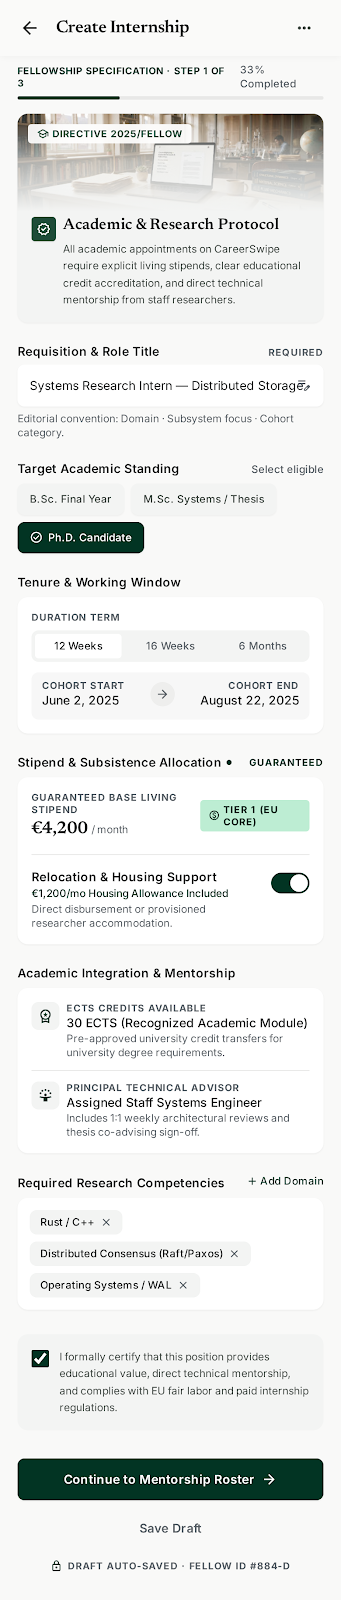 Create Internship
FELLOWSHIP SPECIFICATION · STEP 1 OF
3
33%
Completed
DIRECTIVE 2025/FELLOW
Academic & Research Protocol
All academic appointments on CareerSwipe
require explicit living stipends, clear educational
credit accreditation, and direct technical
mentorship from staff researchers.
Requisition & Role Title
REQUIRED
Systems Research Intern — Distributed Storage
Editorial convention: Domain · Subsystem focus · Cohort
category.
Target Academic Standing
Select eligible
B.Sc. Final Year
M.Sc. Systems / Thesis
Ph.D. Candidate
Tenure & Working Window
DURATION TERM
12 Weeks
16 Weeks
6 Months
COHORT START
June 2, 2025
COHORT END
August 22, 2025
Stipend & Subsistence Allocation
GUARANTEED
GUARANTEED BASE LIVING
STIPEND
€4,200 / month
TIER 1 (EU
CORE)
Relocation & Housing Support
€1,200/mo Housing Allowance Included
Direct disbursement or provisioned
researcher accommodation.
Academic Integration & Mentorship
ECTS CREDITS AVAILABLE
30 ECTS (Recognized Academic Module)
Pre-approved university credit transfers for
university degree requirements.
PRINCIPAL TECHNICAL ADVISOR
Assigned Staff Systems Engineer
Includes 1:1 weekly architectural reviews and
thesis co-advising sign-off.
Required Research Competencies
+ Add Domain
Rust / C++ ×
Distributed Consensus (Raft/Paxos) ×
Operating Systems / WAL ×
I formally certify that this position provides
educational value, direct technical mentorship,
and complies with EU fair labor and paid internship
regulations.
Continue to Mentorship Roster →
Save Draft
DRAFT AUTO-SAVED · FELLOW ID #884-D